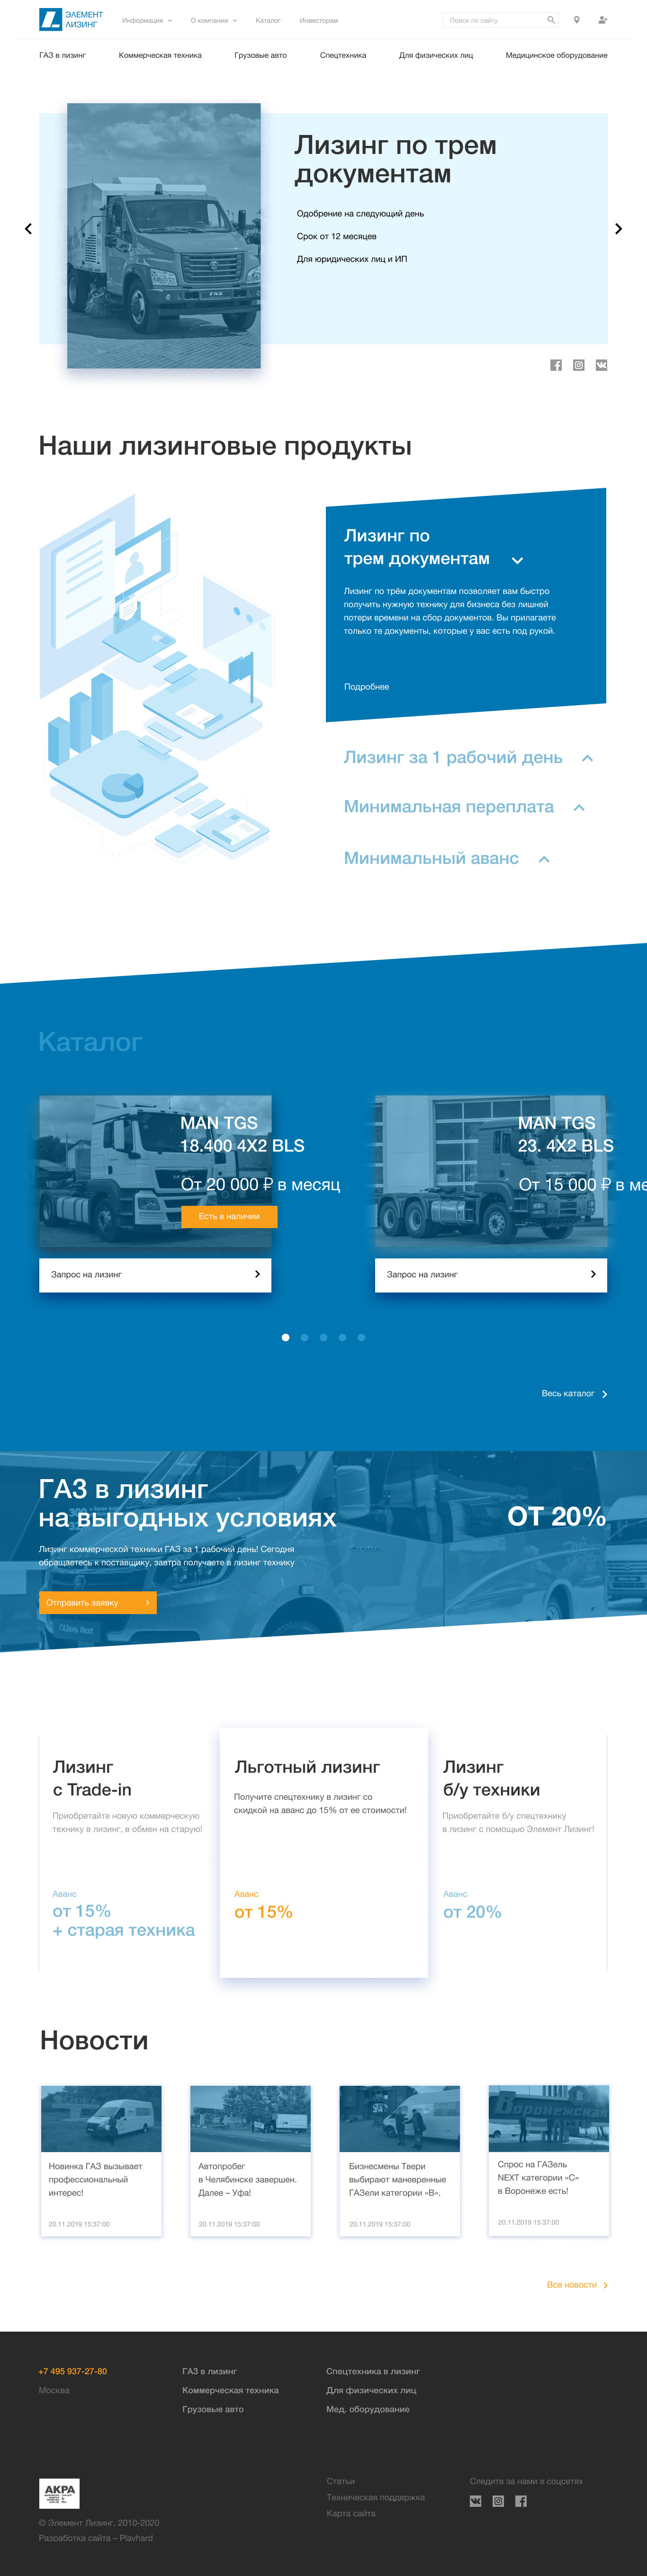 ЭЛЕМЕНТ
ЛИЗИНГ
Информация
О компании
Каталог
Инвесторам
Поиск по сайту
ГАЗ в лизинг
Коммерческая техника
Грузовые авто
Спецтехника
Для физических лиц
Медицинское оборудование
Лизинг по трем
документам
Одобрение на следующий день
Срок от 12 месяцев
Для юридических лиц и ИП
Наши лизинговые продукты
Лизинг по
трем документам
Лизинг по трём документам позволяет вам быстро
получить нужную технику для бизнеса без лишней
потери времени на сбор документов. Вы прилагаете
только те документы, которые у вас есть под рукой.
Подробнее
Лизинг за 1 рабочий день
Минимальная переплата
Минимальный аванс
Каталог
MAN TGS
18.400 4X2 BLS
От 20 000 ₽ в месяц
Есть в наличии
Запрос на лизинг
MAN TGS
23. 4X2 BLS
От 15 000 ₽ в ме
Запрос на лизинг
Весь каталог
ГАЗ в лизинг
на выгодных условиях
ОТ 20%
Лизинг коммерческой техники ГАЗ за 1 рабочий день! Сегодня
обращаетесь к поставщику, завтра получаете в лизинг технику
Отправить заявку
ГАЗель Next
Лизинг
с Trade-in
Приобретайте новую коммерческую
технику в лизинг, в обмен на старую!
Аванс
от 15%
+ старая техника
Льготный лизинг
Получите спецтехнику в лизинг со
скидкой на аванс до 15% от ее стоимости!
Аванс
от 15%
Лизинг
б/у техники
Приобретайте б/у спецтехнику
в лизинг с помощью Элемент Лизинг!
Аванс
от 20%
Новости
Новинка ГАЗ вызывает
профессиональный
интерес!
20.11.2019 15:37:00
Автопробег
в Челябинске завершен.
Далее – Уфа!
20.11.2019 15:37:00
Бизнесмены Твери
выбирают маневренные
ГАЗели категории «В».
20.11.2019 15:37:00
Воронежская
Спрос на ГАЗель
NEXT категории «С»
в Воронеже есть!
20.11.2019 15:37:00
Все новости
+7 495 937-27-80
Москва
ГАЗ в лизинг
Коммерческая техника
Грузовые авто
Спецтехника в лизинг
Для физических лиц
Мед. оборудование
АКРА
© Элемент Лизинг, 2010-2020
Разработка сайта – Playhard
Статьи
Техническая поддержка
Карта сайта
Следите за нами в соцсетях